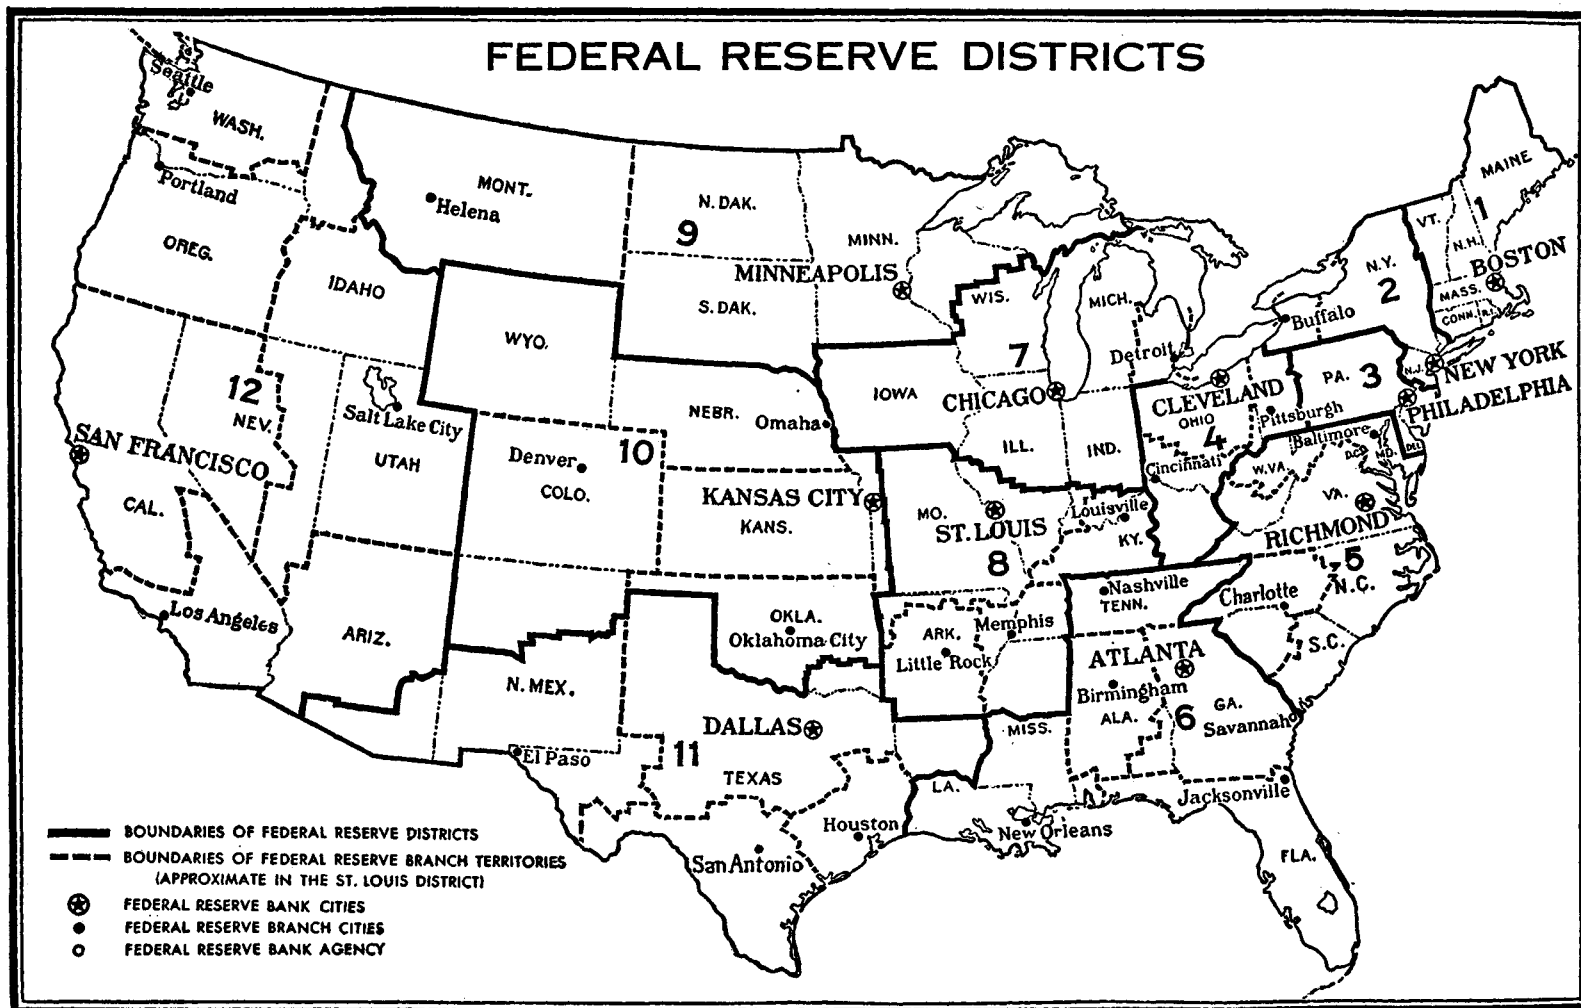 FEDERAL RESERVE DISTRICTS
Seattle
WASH.
Portland
OREG.
MONT.
Helena
IDAHO
N. DAK.
9
S. DAK.
MINN.
MINNEAPOLIS
WYO.
WIS.
MICH.
7
Detroit
IOWA
CHICAGO
ILL.
IND.
MAINE
VT.
1
N.H.
BOSTON
MASS.
CONN.
R.I.
N.Y.
2
Buffalo
NEW YORK
N.J.
PA.
3
PHILADELPHIA
CLEVELAND
OHIO
4
Pittsburgh
Cincinnati
Baltimore
D.C.
MD.
DEL.
W.VA.
VA.
RICHMOND
12
NEV.
SAN FRANCISCO
CAL.
Salt Lake City
UTAH
Los Angeles
ARIZ.
NEBR.
Omaha
10
Denver
COLO.
KANSAS CITY
KANS.
MO.
ST. LOUIS
8
Louisville
KY.
Nashville
TENN.
Memphis
ARK.
Little Rock
OKLA.
Oklahoma City
N. MEX.
5
N.C.
Charlotte
S.C.
ATLANTA
Birmingham
ALA.
6
GA.
Savannah
MISS.
DALLAS
El Paso
11
TEXAS
LA.
Jacksonville
New Orleans
Houston
San Antonio
FLA.
BOUNDARIES OF FEDERAL RESERVE DISTRICTS
BOUNDARIES OF FEDERAL RESERVE BRANCH TERRITORIES
(APPROXIMATE IN THE ST. LOUIS DISTRICT)
FEDERAL RESERVE BANK CITIES
FEDERAL RESERVE BRANCH CITIES
FEDERAL RESERVE BANK AGENCY